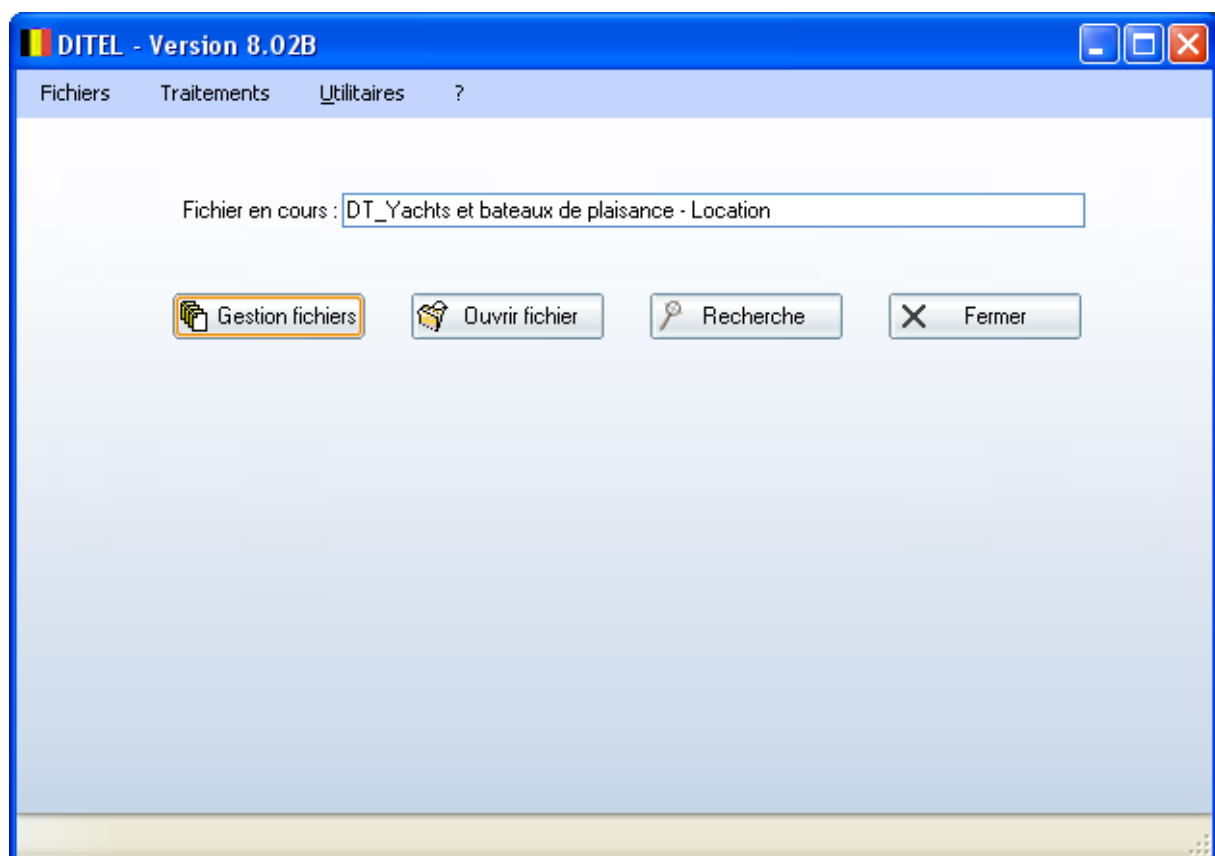 DITEL - Version 8.02B
Fichiers Traitements Utilitaires ?
Fichier en cours : DT_Yachts et bateaux de plaisance - Location
Gestion fichiers Ouvrir fichier Recherche Fermer